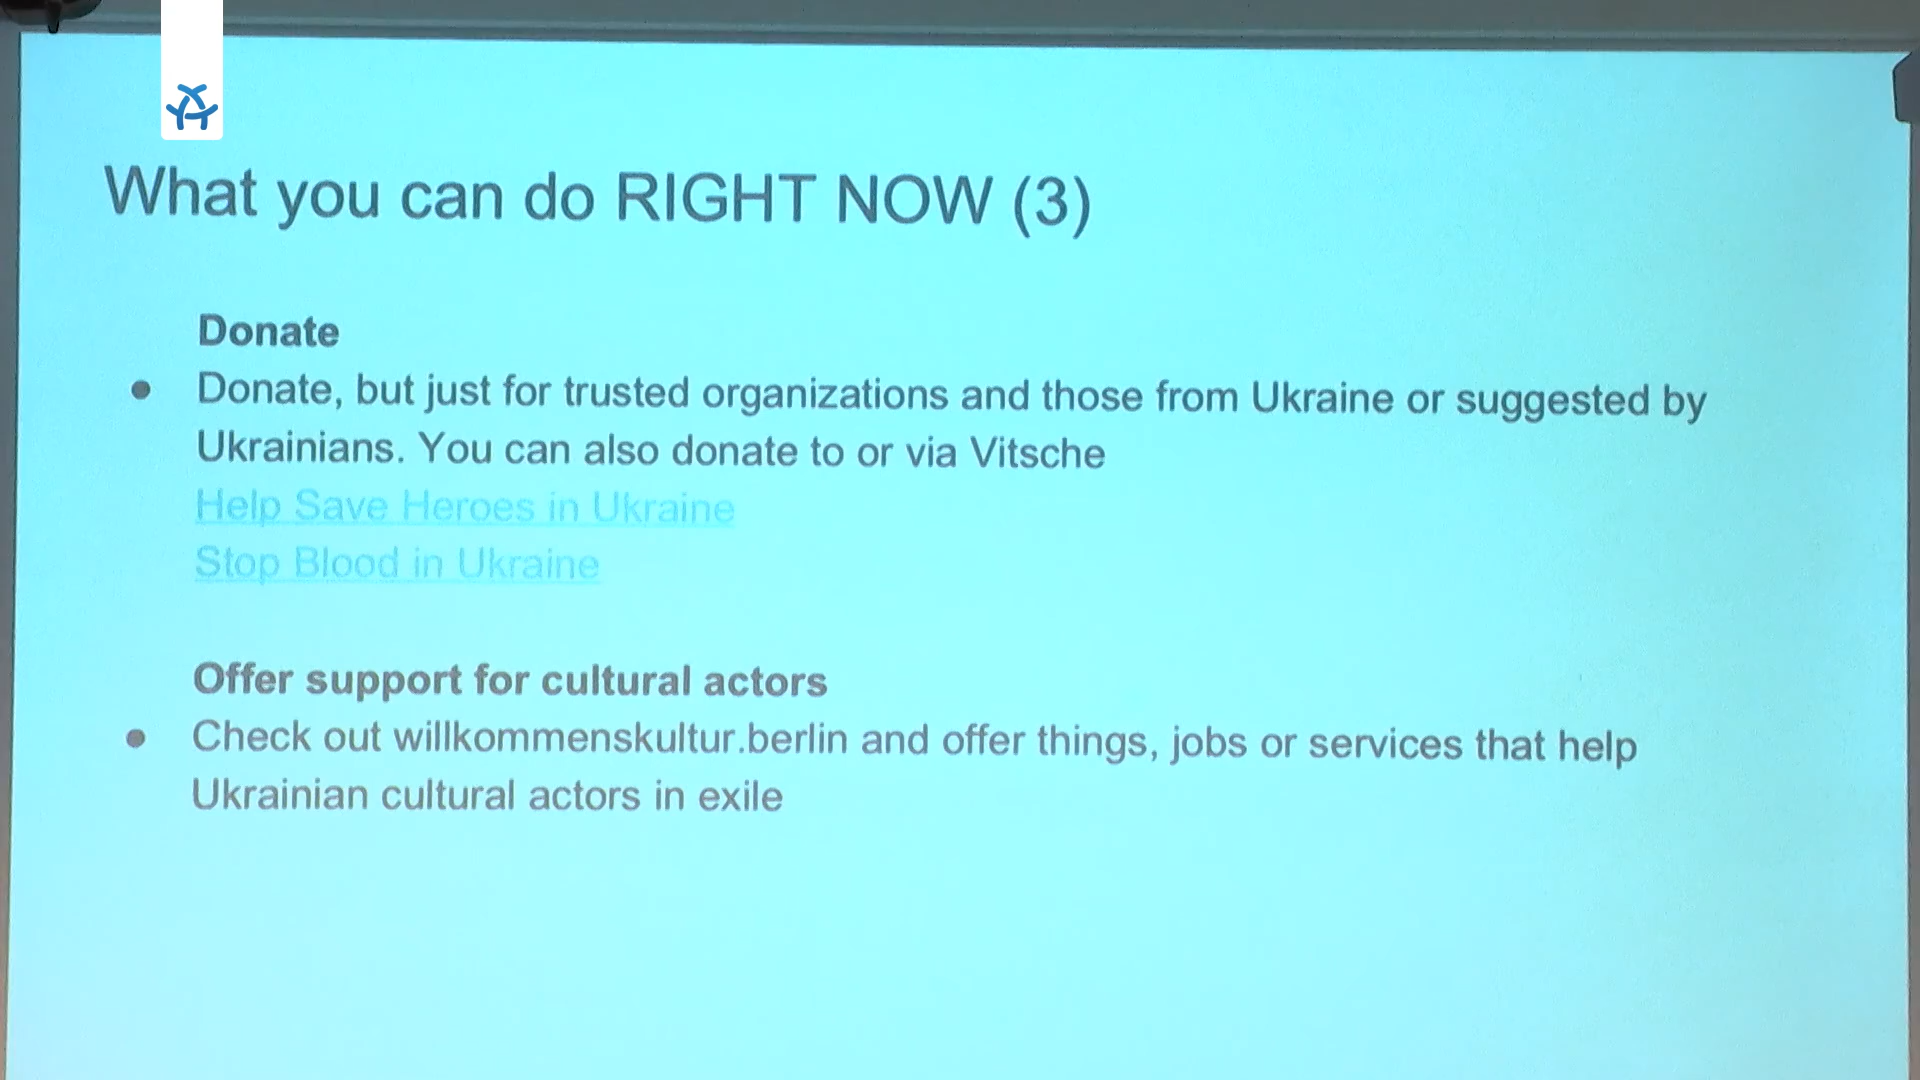 What you can do RIGHT NOW (3)
Donate
● Donate, but just for trusted organizations and those from Ukraine or suggested by
Ukrainians. You can also donate to or via Vitsche
Help Save Heroes in Ukraine
Stop Blood in Ukraine
Offer support for cultural actors
● Check out willkommenskultur.berlin and offer things, jobs or services that help
Ukrainian cultural actors in exile